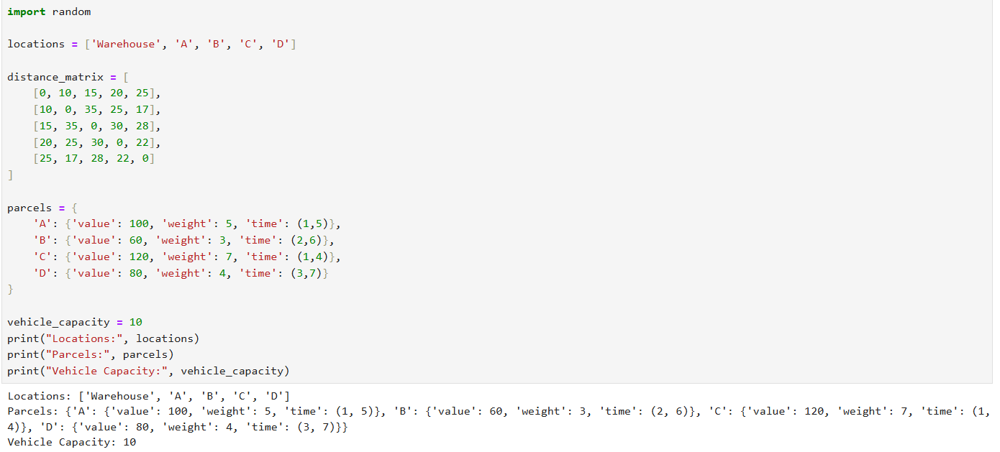 import random
locations = ['Warehouse', 'A', 'B', 'C', 'D']
distance_matrix = [
    [0, 10, 15, 20, 25],
    [10, 0, 35, 25, 17],
    [15, 35, 0, 30, 28],
    [20, 25, 30, 0, 22],
    [25, 17, 28, 22, 0]
]
parcels = {
    'A': {'value': 100, 'weight': 5, 'time': (1,5)},
    'B': {'value': 60, 'weight': 3, 'time': (2,6)},
    'C': {'value': 120, 'weight': 7, 'time': (1,4)},
    'D': {'value': 80, 'weight': 4, 'time': (3,7)}
}
vehicle_capacity = 10
print("Locations:", locations)
print("Parcels:", parcels)
print("Vehicle Capacity:", vehicle_capacity)
Locations: ['Warehouse', 'A', 'B', 'C', 'D']
Parcels: {'A': {'value': 100, 'weight': 5, 'time': (1, 5)}, 'B': {'value': 60, 'weight': 3, 'time': (2, 6)}, 'C': {'value': 120, 'weight': 7, 'time': (1,
4)}, 'D': {'value': 80, 'weight': 4, 'time': (3, 7)}}
Vehicle Capacity: 10